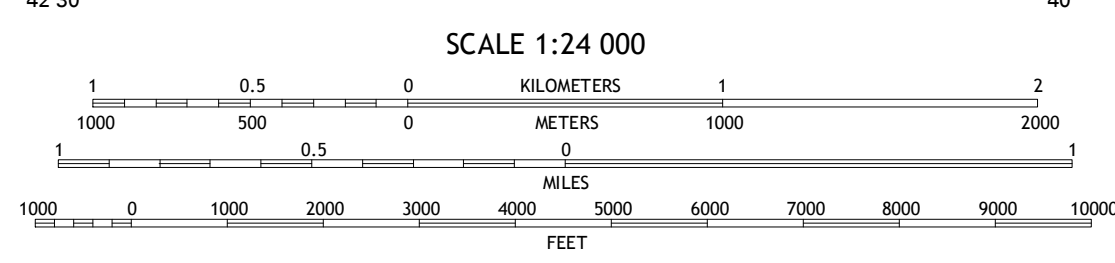 42'30" 40
SCALE 1:24 000
1 0.5 0 KILOMETERS 1 2
1000 500 0 METERS 1000 2000
1 0.5 0 1
MILES
1000 0 1000 2000 3000 4000 5000 6000 7000 8000 9000 10000
FEET